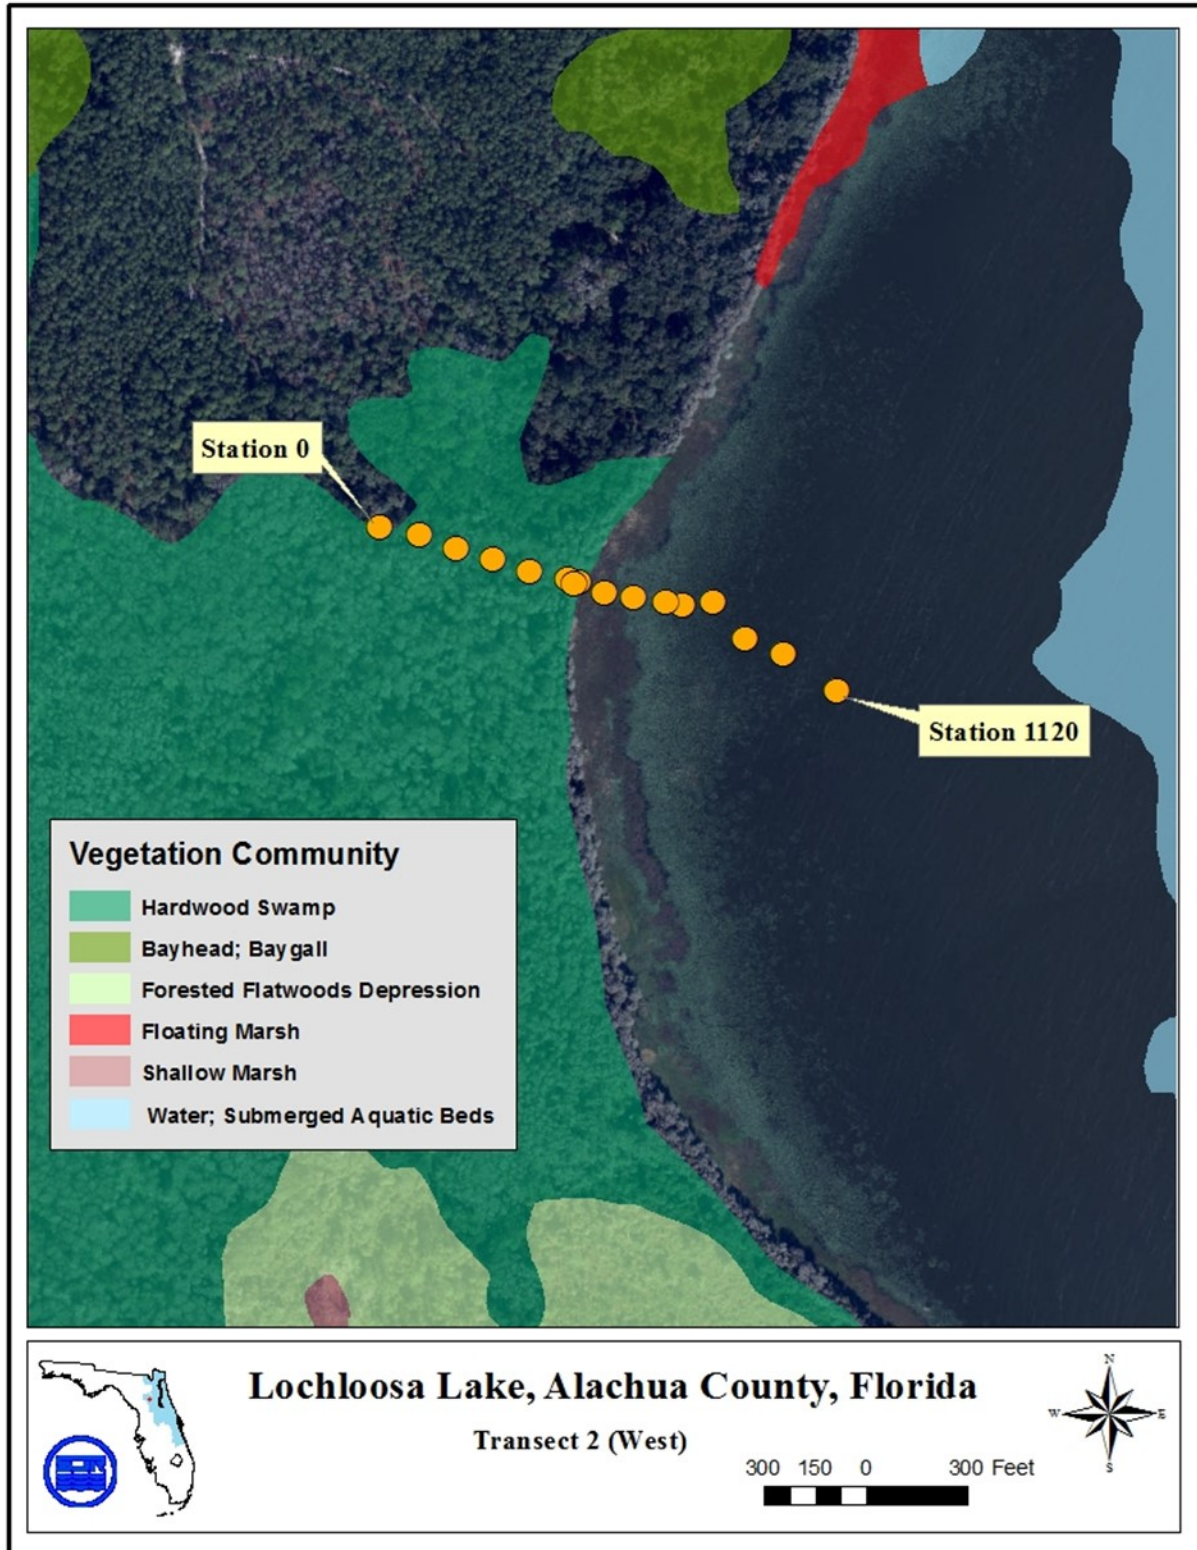 Station 0
Station 1120
Vegetation Community
Hardwood Swamp
Bayhead; Baygall
Forested Flatwoods Depression
Floating Marsh
Shallow Marsh
Water; Submerged Aquatic Beds
Lochloosa Lake, Alachua County, Florida
Transect 2 (West)
300 150 0 300 Feet
N
W E
S